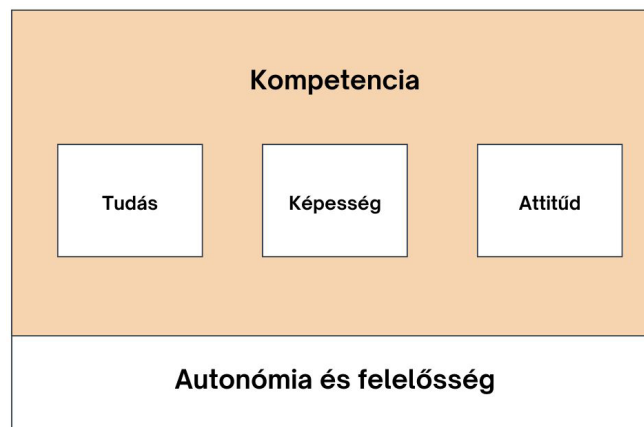 Kompetencia
Tudás
Képesség
Attitűd
Autonómia és felelősség